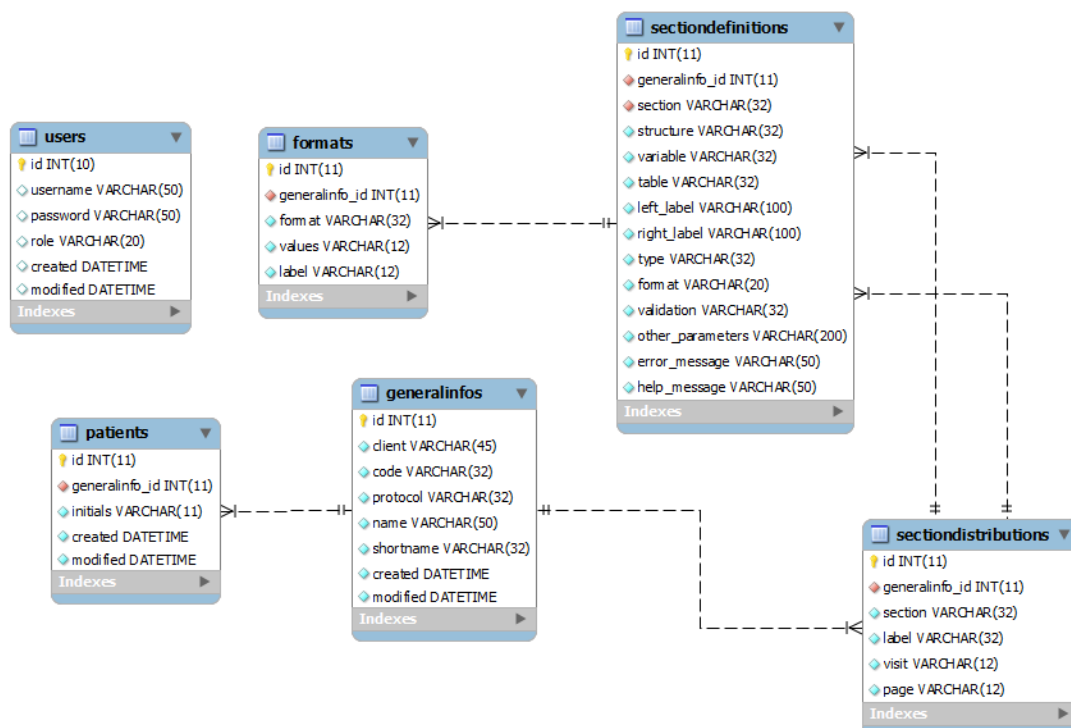 sectiondefinitions
id INT(11)
generalinfo_id INT(11)
section VARCHAR(32)
structure VARCHAR(32)
variable VARCHAR(32)
table VARCHAR(32)
left_label VARCHAR(100)
right_label VARCHAR(100)
type VARCHAR(32)
format VARCHAR(20)
validation VARCHAR(32)
other_parameters VARCHAR(200)
error_message VARCHAR(50)
help_message VARCHAR(50)
Indexes
users
id INT(10)
username VARCHAR(50)
password VARCHAR(50)
role VARCHAR(20)
created DATETIME
modified DATETIME
Indexes
formats
id INT(11)
generalinfo_id INT(11)
format VARCHAR(32)
values VARCHAR(12)
label VARCHAR(12)
Indexes
generalinfos
id INT(11)
client VARCHAR(45)
code VARCHAR(32)
protocol VARCHAR(32)
name VARCHAR(50)
shortname VARCHAR(32)
created DATETIME
modified DATETIME
Indexes
patients
id INT(11)
generalinfo_id INT(11)
initials VARCHAR(11)
created DATETIME
modified DATETIME
Indexes
sectiondistributions
id INT(11)
generalinfo_id INT(11)
section VARCHAR(32)
label VARCHAR(32)
visit VARCHAR(12)
page VARCHAR(12)
Indexes